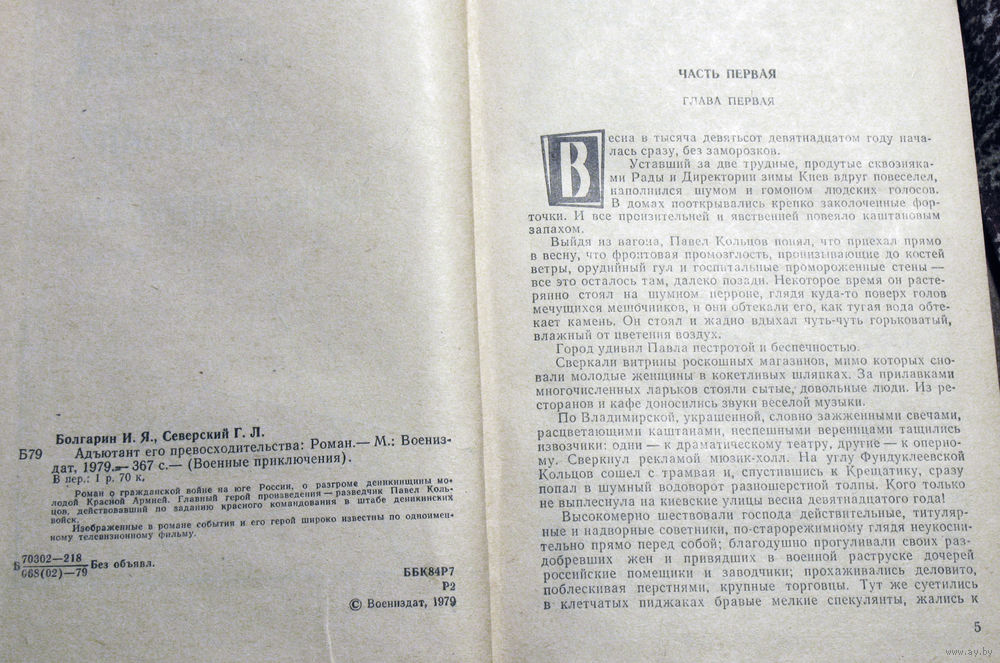 Болгарин И. Я., Северский Г. Л.
Б79 Адъютант его превосходительства: Роман.— М.: Воениз-
дат, 1979.— 367 с.— (Военные приключения).
В пер.: 1 р. 70 к.
Роман о гражданской войне на юге России, о разгроме деникинщины мо-
лодой Красной Армией. Главный герой произведения — разведчик Павел Коль-
цов, действовавший по заданию красного командования в штабе деникинских
войск.
Изображенные в романе события и его герой широко известны по одноимен-
ному телевизионному фильму.
Б 70302—218
068(02)—79 Без объявл.
ББК84Р7
Р2
© Воениздат, 1979
ЧАСТЬ ПЕРВАЯ
ГЛАВА ПЕРВАЯ
Весна в тысяча девятьсот девятнадцатом году нача-
лась сразу, без заморозков.
Уставший за две трудные, продутые сквозняка-
ми Рады и Директории зимы Киев вдруг повеселел,
наполнился шумом и гомоном людских голосов.
В домах пооткрывались крепко заколоченные фор-
точки. И все пронзительней и явственней повеяло каштановым
запахом.
Выйдя из вагона, Павел Кольцов понял, что приехал прямо
в весну, что фронтовая промозглость, пронизывающие до костей
ветры, орудийный гул и госпитальные промороженные стены —
все это осталось там, далеко позади. Некоторое время он расте-
рянно стоял на шумном перроне, глядя куда-то поверх голов
мечущихся мешочников, и они обтекали его, как тугая вода обте-
кает камень. Он стоял и жадно вдыхал чуть-чуть горьковатый,
влажный от цветения воздух.
Город удивил Павла пестротой и беспечностью.
Сверкали витрины роскошных магазинов, мимо которых сно-
вали молодые женщины в кокетливых шляпках. За прилавками
многочисленных ларьков стояли сытые, довольные люди. Из ре-
сторанов и кафе доносились звуки веселой музыки.
По Владимирской, украшенной, словно зажженными свечами,
расцветающими каштанами, неспешными вереницами тащились
извозчики: одни — к драматическому театру, другие — к оперно-
му. Сверкнул рекламой мюзик-холл. На углу Фундуклеевской
Кольцов сошел с трамвая и, спустившись к Крещатику, сразу
попал в шумный водоворот разношерстной толпы. Кого только
не выплеснула на киевские улицы весна девятнадцатого года!
Высокомерно шествовали господа действительные, титуляр-
ные и надворные советники, по-старорежимному глядя неукосни-
тельно прямо перед собой; благодушно прогуливали своих раз-
добревших жен и привядших в военной раструске дочерей
российские помещики и заводчики; прохаживались деловито,
поблескивая перстнями, крупные торговцы. Тут же суетились
в клетчатых пиджаках бравые мелкие спекулянты, жались к
5
www.ay.by